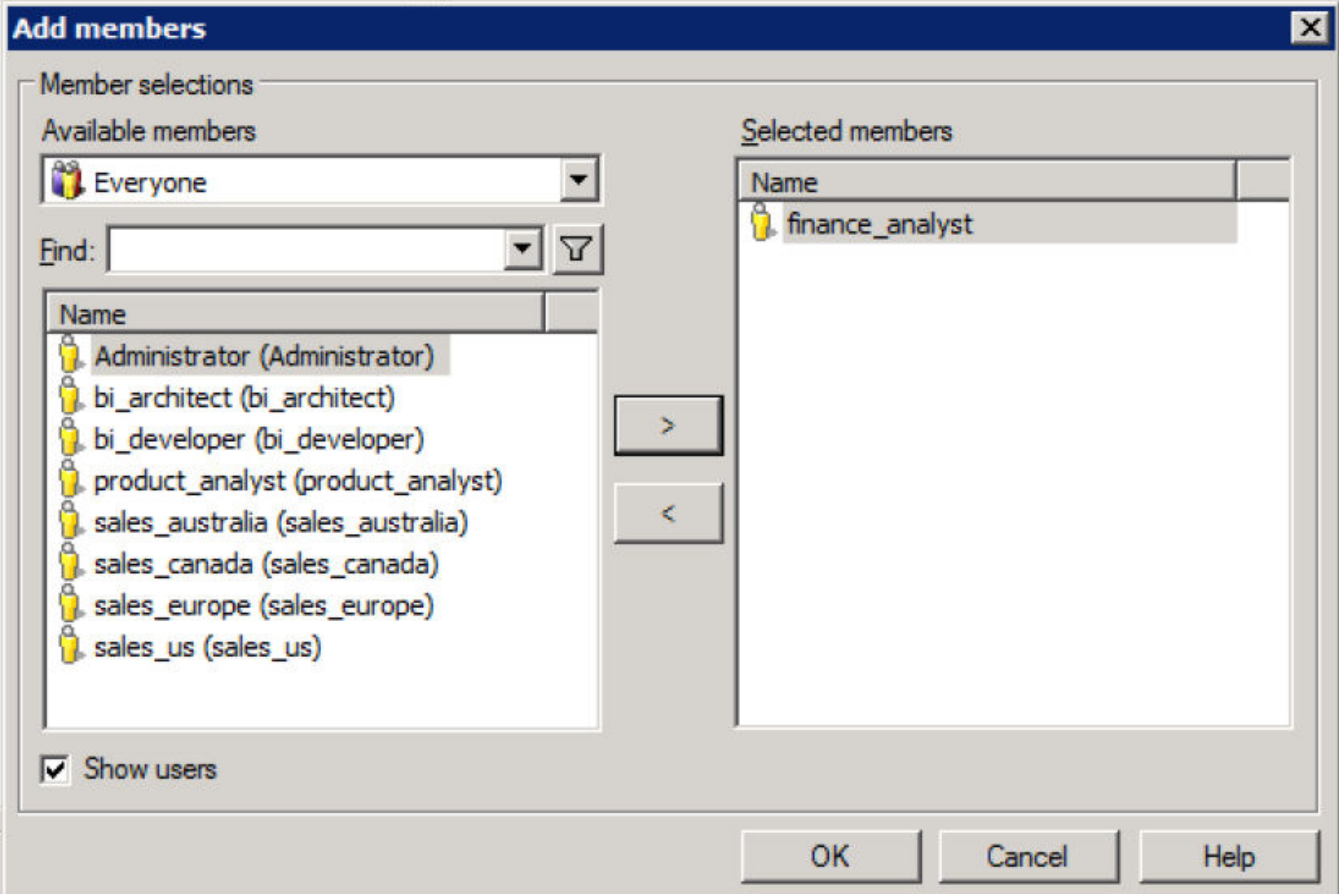 Add members
Member selections
Available members
Everyone
Find:
Name
Administrator (Administrator)
bi_architect (bi_architect)
bi_developer (bi_developer)
product_analyst (product_analyst)
sales_australia (sales_australia)
sales_canada (sales_canada)
sales_europe (sales_europe)
sales_us (sales_us)
Show users
>
<
Selected members
Name
finance_analyst
OK
Cancel
Help